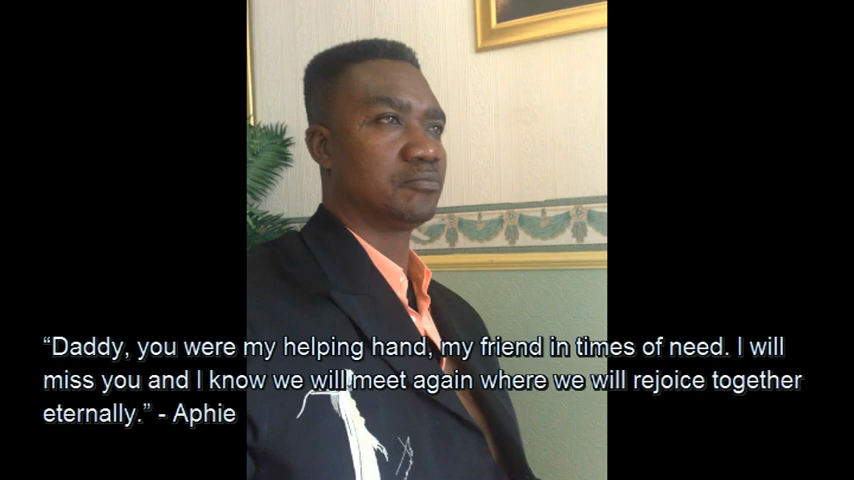 “Daddy, you were my helping hand, my friend in times of need. I will
miss you and I know we will meet again where we will rejoice together
eternally.” - Aphie